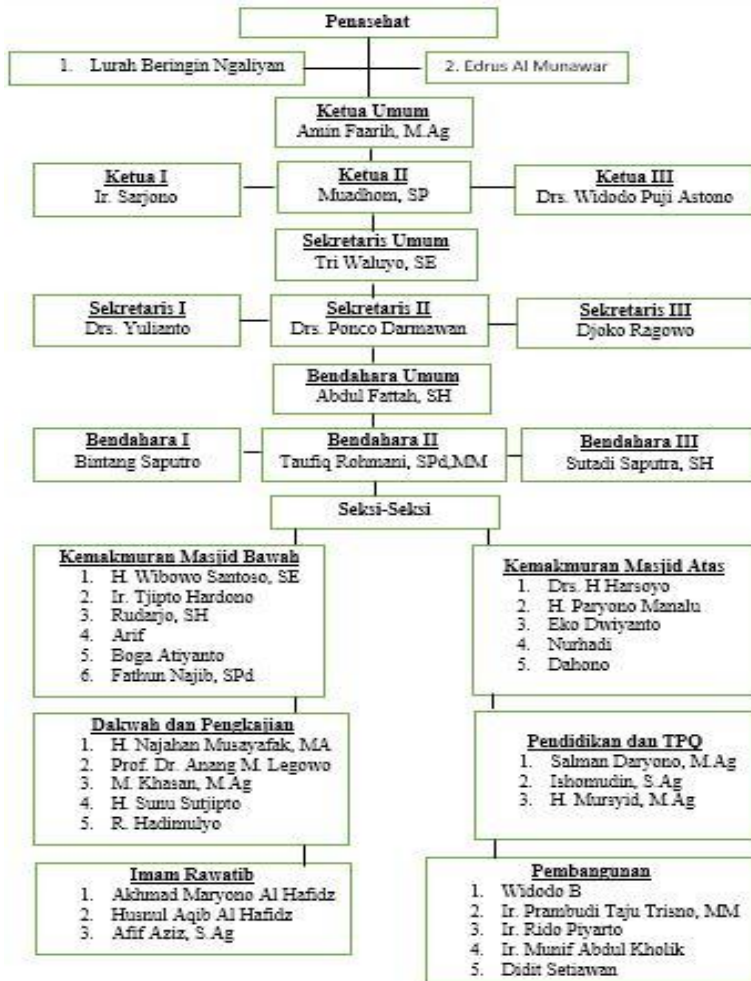 Penasehat
1. Lurah Beringin Ngaliyan
2. Edrus Al Munawar
Ketua Umum
Amin Faarih, M.Ag
Ketua I
Ir. Sarjono
Ketua II
Muadhom, SP
Ketua III
Drs. Widodo Puji Astono
Sekretaris Umum
Tri Waluyo, SE
Sekretaris I
Drs. Yulianto
Sekretaris II
Drs. Ponco Darmawan
Sekretaris III
Djoko Ragowo
Bendahara Umum
Abdul Fattah, SH
Bendahara I
Bintang Saputro
Bendahara II
Taufiq Rohmani, SPd,MM
Bendahara III
Sutadi Saputra, SH
Seksi-Seksi
Kemakmuran Masjid Bawah
1. H. Wibowo Santoso, SE
2. Ir. Tjipto Hardono
3. Rudarjo, SH
4. Arif
5. Boga Atiyanto
6. Fathun Najib, SPd
Kemakmuran Masjid Atas
1. Drs. H Harsoyo
2. H. Paryono Manalu
3. Eko Dwiyanto
4. Nurhadi
5. Dahono
Dakwah dan Pengkajian
1. H. Najahan Musayafak, MA
2. Prof. Dr. Anang M. Legowo
3. M. Khasan, M.Ag
4. H. Sunu Sutjipto
5. R. Hadimulyo
Pendidikan dan TPQ
1. Salman Daryono, M.Ag
2. Ishomudin, S.Ag
3. H. Mursyid, M.Ag
Imam Rawatib
1. Akhmad Maryono Al Hafidz
2. Husnul Aqib Al Hafidz
3. Afif Aziz, S.Ag
Pembangunan
1. Widodo B
2. Ir. Prambudi Taju Trisno, MM
3. Ir. Rido Piyarto
4. Ir. Munif Abdul Kholik
5. Didit Setiawan